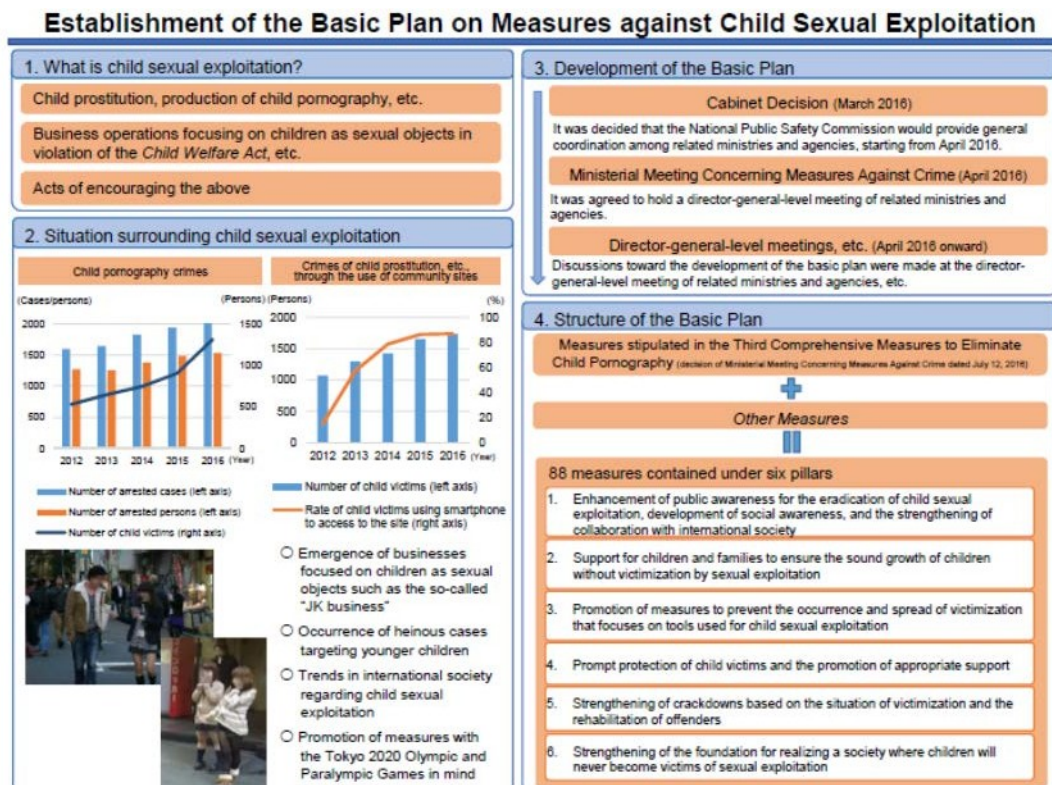 Establishment of the Basic Plan on Measures against Child Sexual Exploitation
1. What is child sexual exploitation?
Child prostitution, production of child pornography, etc.
Business operations focusing on children as sexual objects in
violation of the Child Welfare Act, etc.
Acts of encouraging the above
2. Situation surrounding child sexual exploitation
Child pornography crimes
(Cases/persons)
(Persons)
2000
1500
1000
500
0
1500
1000
500
0
2012 2013 2014 2015 2016 (Year)
Number of arrested cases (left axis)
Number of arrested persons (left axis)
Number of child victims (right axis)
Crimes of child prostitution, etc.,
through the use of community sites
(Persons)
(%)
2000
1500
1000
500
0
100
80
60
40
20
0
2012 2013 2014 2015 2016 (Year)
Number of child victims (left axis)
Rate of child victims using smartphone
to access to the site (right axis)
○ Emergence of businesses
focused on children as sexual
objects such as the so-called
"JK business"
○ Occurrence of heinous cases
targeting younger children
○ Trends in international society
regarding child sexual
exploitation
○ Promotion of measures with
the Tokyo 2020 Olympic and
Paralympic Games in mind
3. Development of the Basic Plan
Cabinet Decision (March 2016)
It was decided that the National Public Safety Commission would provide general
coordination among related ministries and agencies, starting from April 2016.
Ministerial Meeting Concerning Measures Against Crime (April 2016)
It was agreed to hold a director-general-level meeting of related ministries and
agencies.
Director-general-level meetings, etc. (April 2016 onward)
Discussions toward the development of the basic plan were made at the director-
general-level meeting of related ministries and agencies, etc.
4. Structure of the Basic Plan
Measures stipulated in the Third Comprehensive Measures to Eliminate
Child Pornography (decision of Ministerial Meeting Concerning Measures Against Crime dated July 12, 2016)
Other Measures
88 measures contained under six pillars
1. Enhancement of public awareness for the eradication of child sexual
exploitation, development of social awareness, and the strengthening of
collaboration with international society
2. Support for children and families to ensure the sound growth of children
without victimization by sexual exploitation
3. Promotion of measures to prevent the occurrence and spread of victimization
that focuses on tools used for child sexual exploitation
4. Prompt protection of child victims and the promotion of appropriate support
5. Strengthening of crackdowns based on the situation of victimization and the
rehabilitation of offenders
6. Strengthening of the foundation for realizing a society where children will
never become victims of sexual exploitation